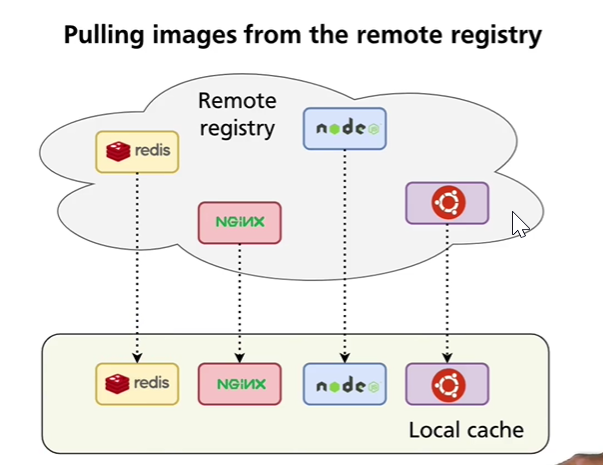 Pulling images from the remote registry
Remote
registry
node
redis
NGINX
redis
NGINX
node
Local cache